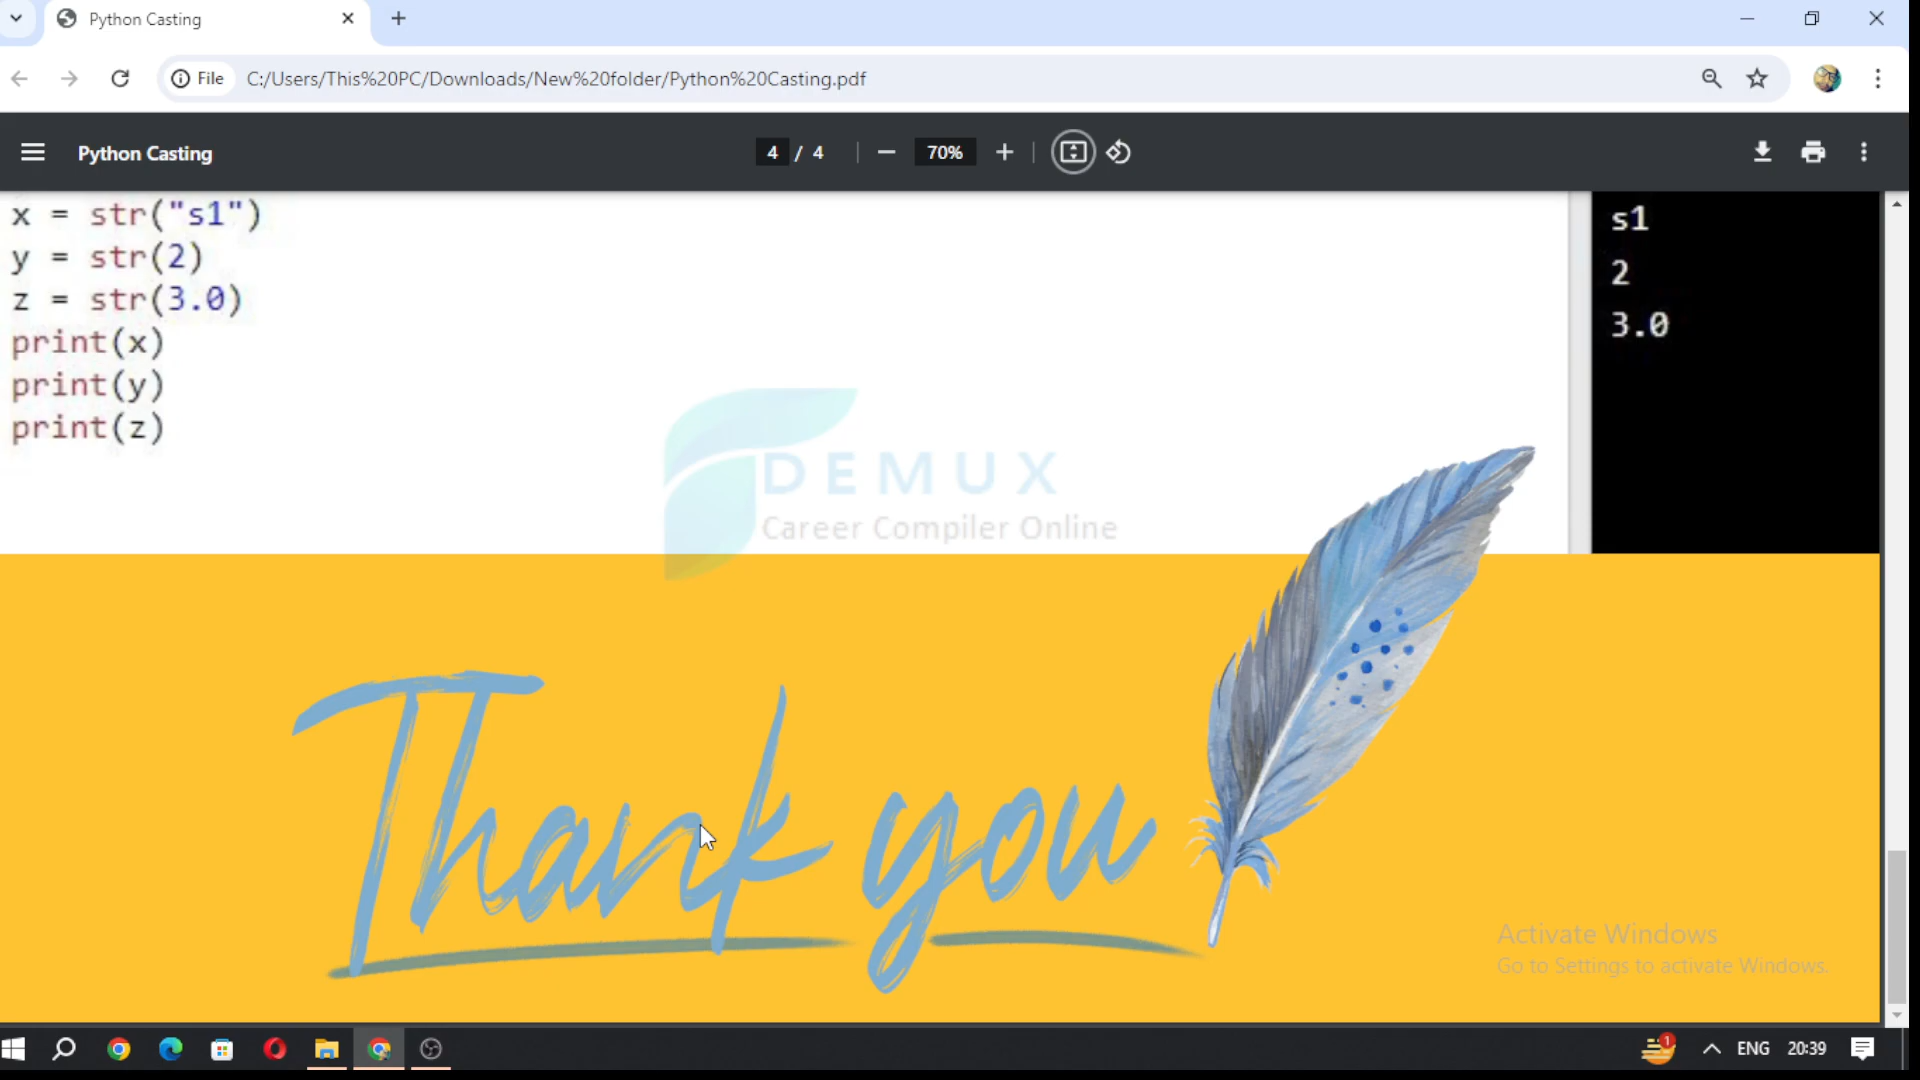 Python Casting
File C:/Users/This%20PC/Downloads/New%20folder/Python%20Casting.pdf
Python Casting
4 / 4
70%
x = str("s1")
y = str(2)
z = str(3.0)
print(x)
print(y)
print(z)
s1
2
3.0
DEMUX
Career Compiler Online
Thank you
Activate Windows
Go to Settings to activate Windows.
1
ENG
20:39